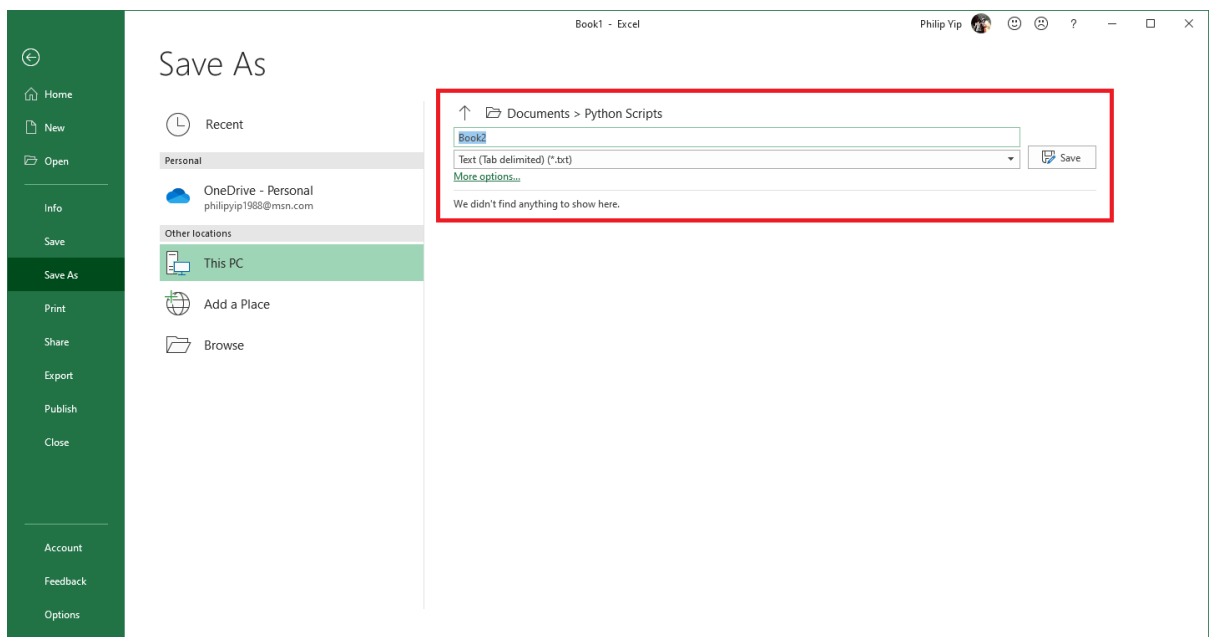 Book1 - Excel
Philip Yip
?
Home
New
Open
Info
Save
Save As
Print
Share
Export
Publish
Close
Account
Feedback
Options
Save As
Recent
Personal
OneDrive - Personal
philipyip1988@msn.com
Other locations
This PC
Add a Place
Browse
Documents > Python Scripts
Book2
Text (Tab delimited) (*.txt)
Save
More options...
We didn't find anything to show here.